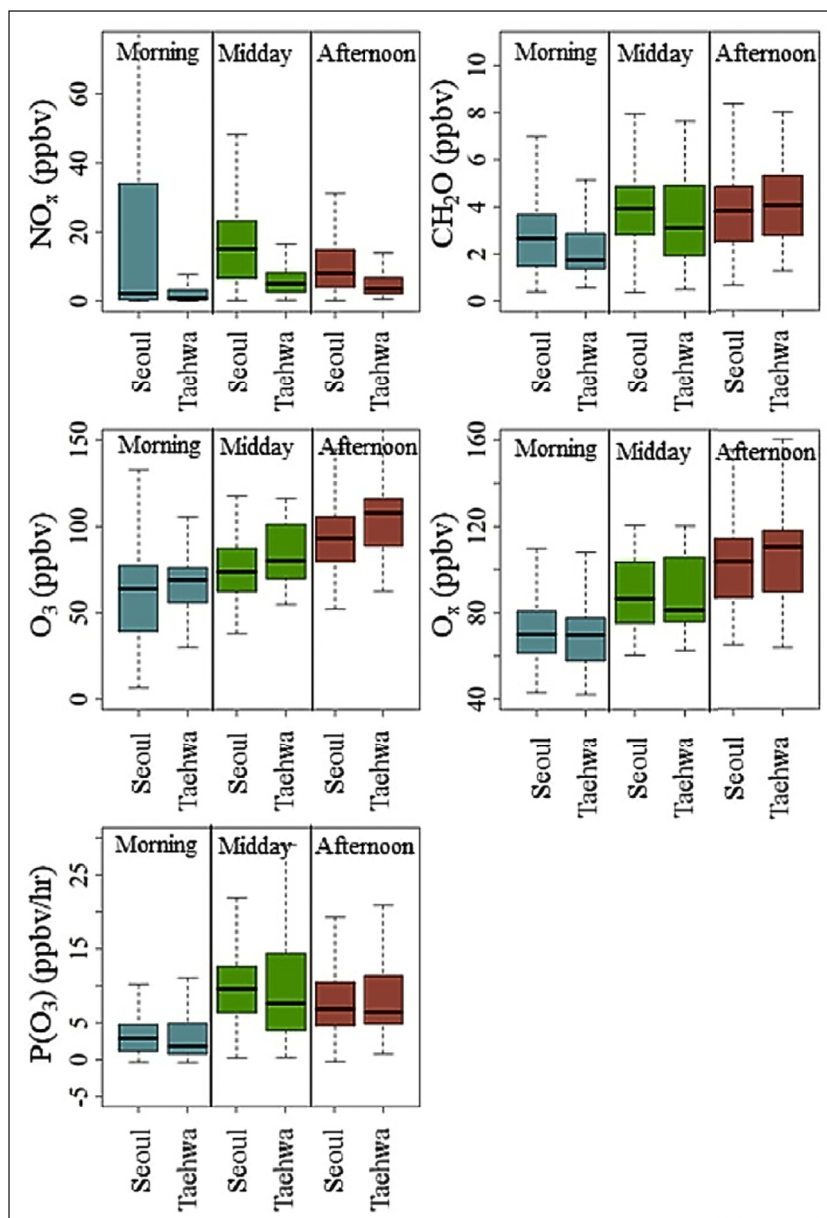 Morning Midday Afternoon
NOₓ (ppbv)
60
40
20
0
Seoul Taehwa Seoul Taehwa Seoul Taehwa
Morning Midday Afternoon
CH₂O (ppbv)
10
8
6
4
2
0
Seoul Taehwa Seoul Taehwa Seoul Taehwa
Morning Midday Afternoon
O₃ (ppbv)
150
100
50
0
Seoul Taehwa Seoul Taehwa Seoul Taehwa
Morning Midday Afternoon
Oₓ (ppbv)
160
120
80
40
Seoul Taehwa Seoul Taehwa Seoul Taehwa
Morning Midday Afternoon
P(O₃) (ppbv/hr)
25
15
5
0
-5
Seoul Taehwa Seoul Taehwa Seoul Taehwa